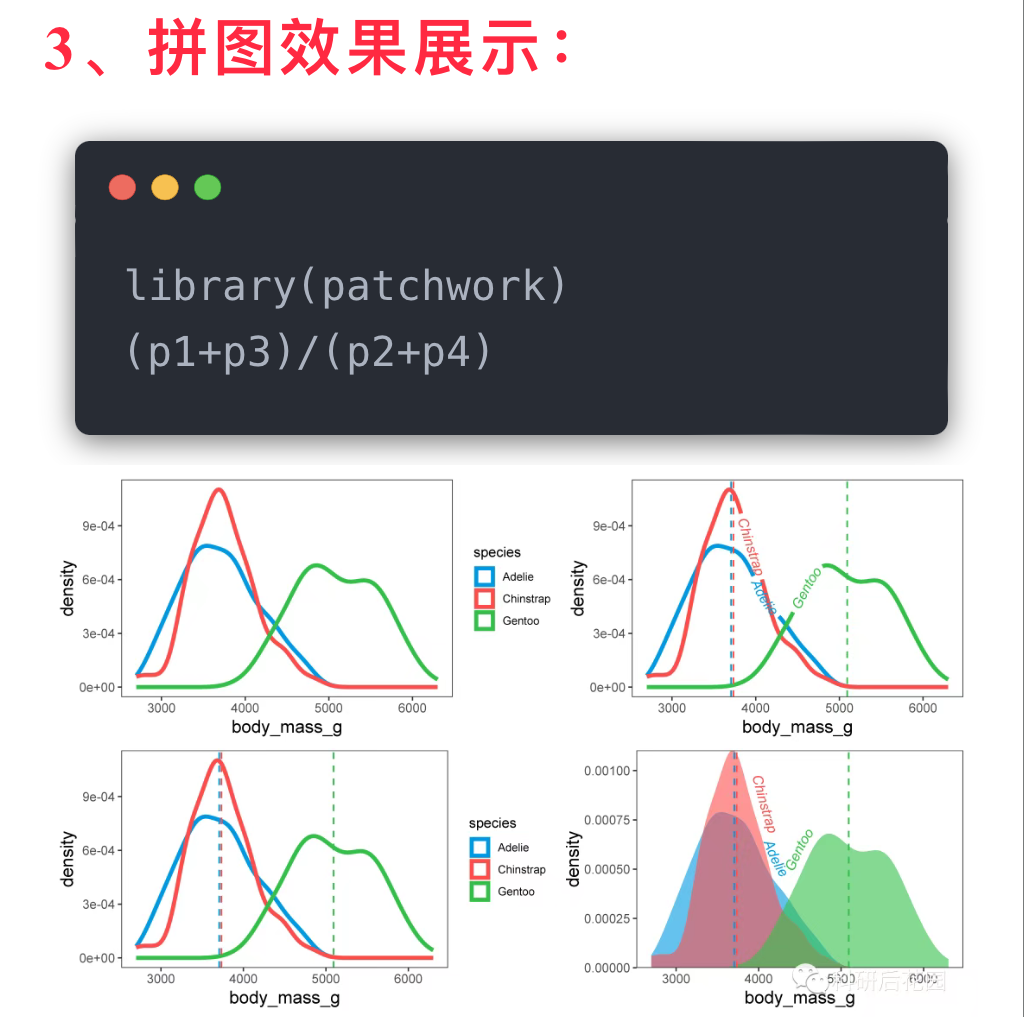 3、拼图效果展示：
library(patchwork)
(p1+p3)/(p2+p4)
9e-04
6e-04
3e-04
0e+00
density
3000 4000 5000 6000
body_mass_g
species
Adelie
Chinstrap
Gentoo
9e-04
6e-04
3e-04
0e+00
density
Chinstrap
Adelie
Gentoo
3000 4000 5000 6000
body_mass_g
9e-04
6e-04
3e-04
0e+00
density
3000 4000 5000 6000
body_mass_g
species
Adelie
Chinstrap
Gentoo
0.00100
0.00075
0.00050
0.00025
0.00000
density
Chinstrap
Adelie
Gentoo
3000 4000 5000 6000
body_mass_g
科研后花园